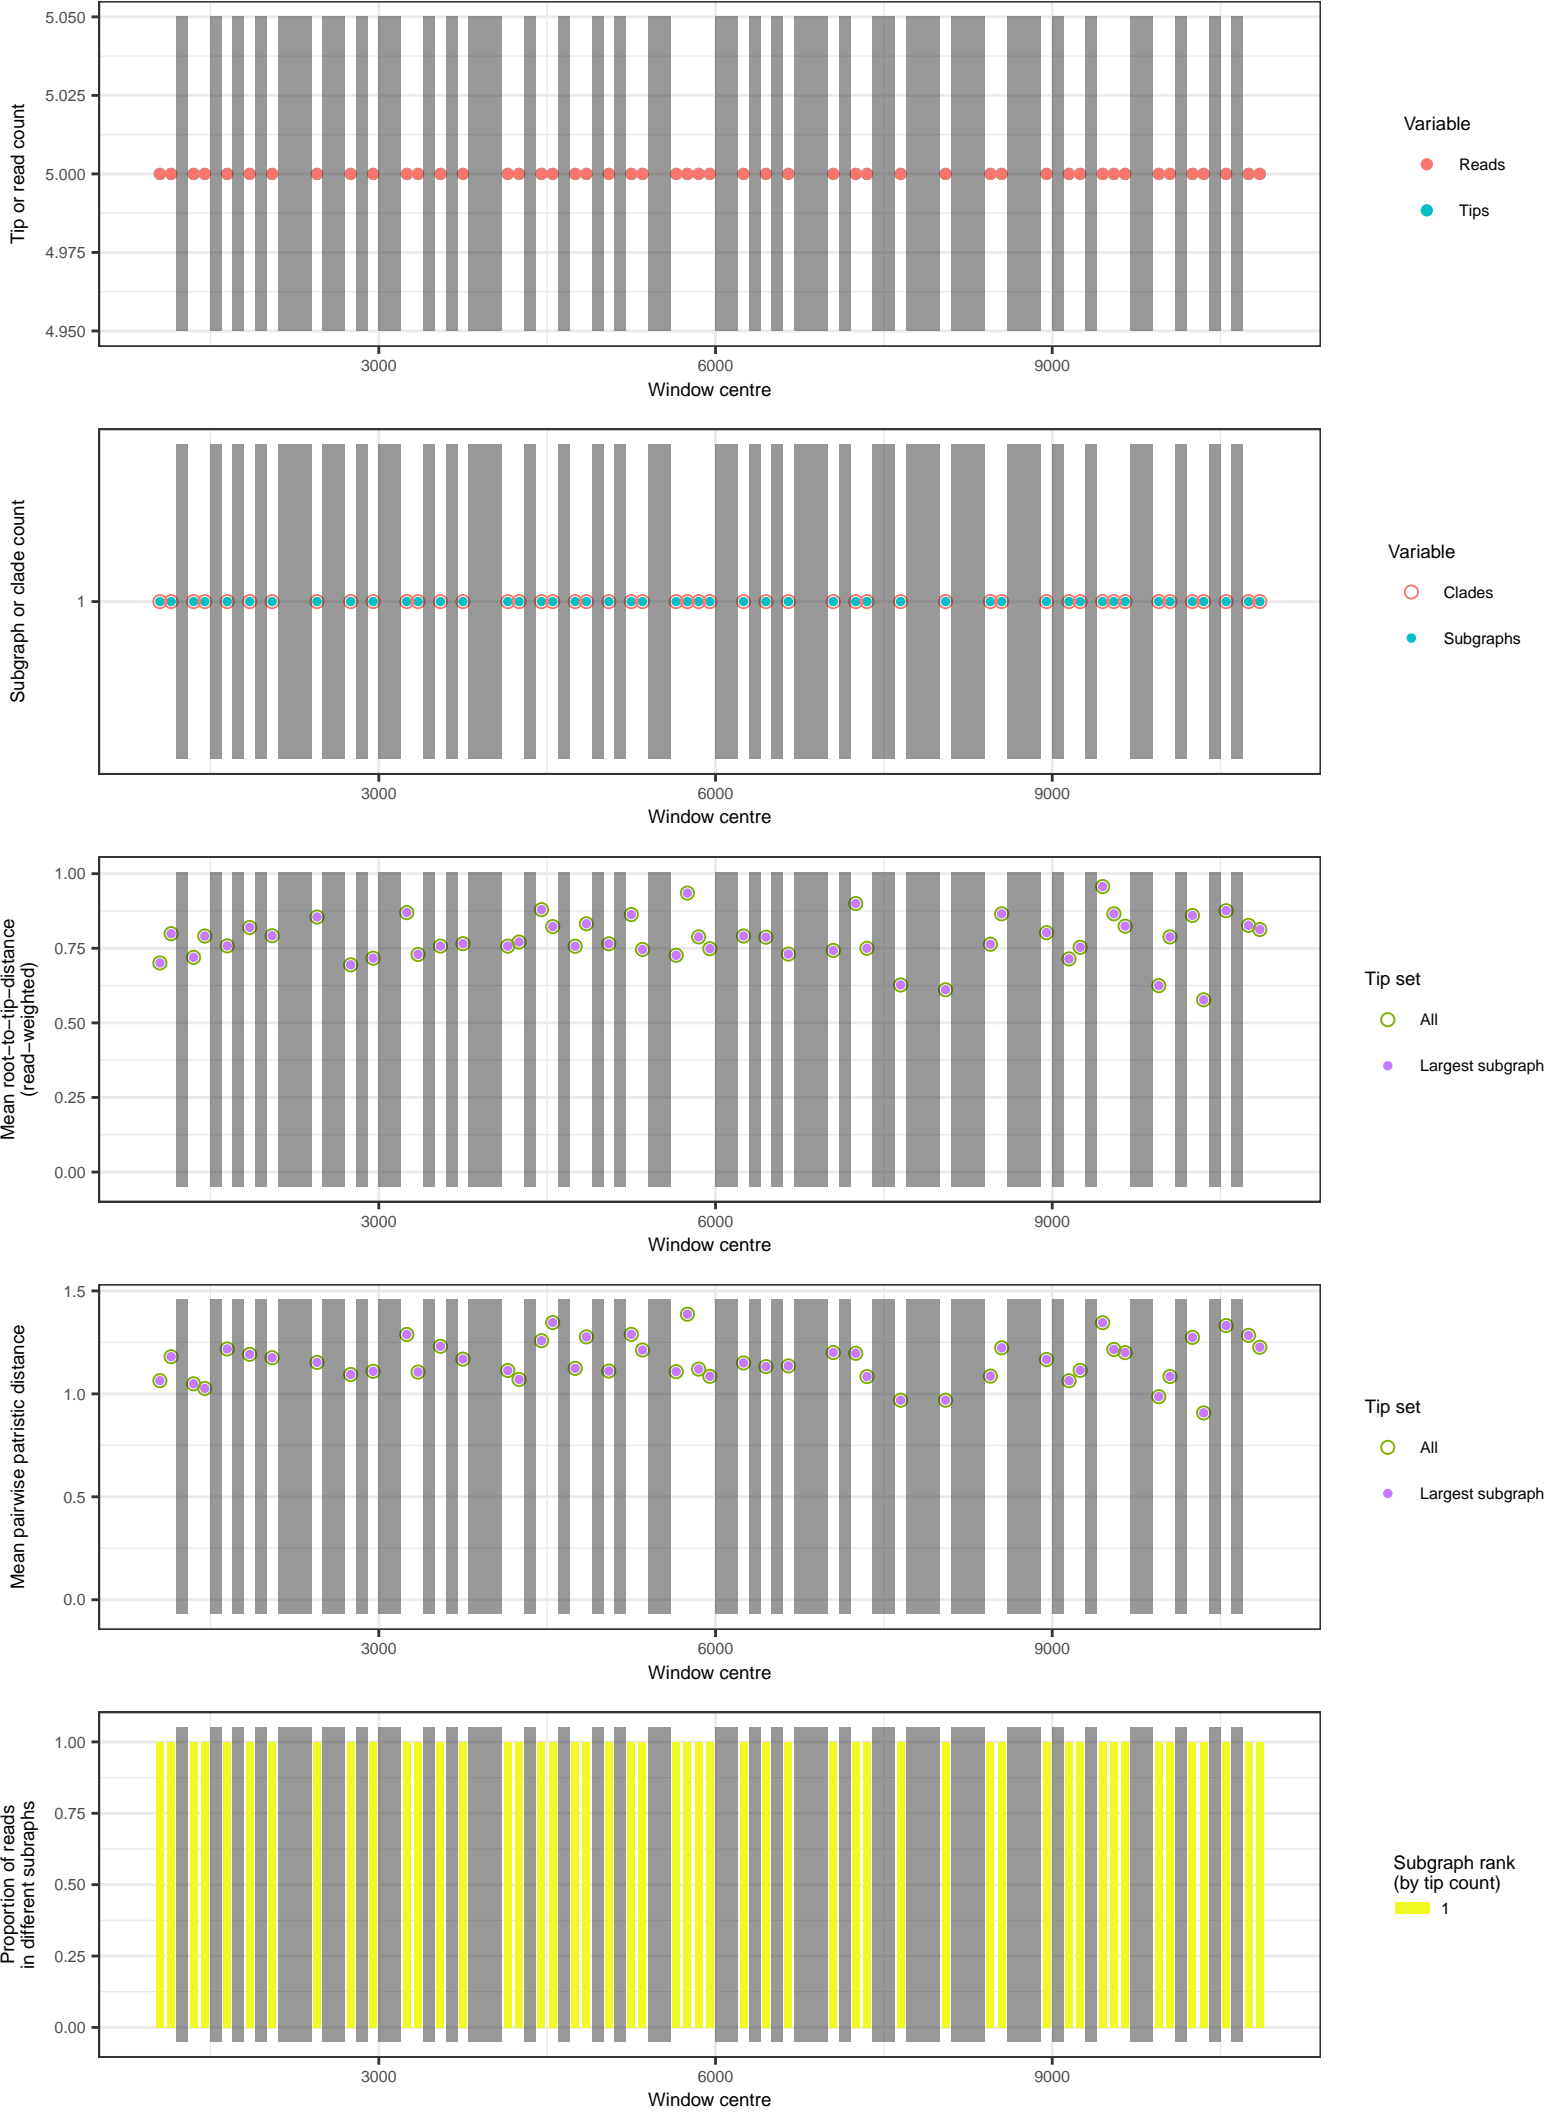 5.050
5.025
5.000
4.975
4.950
Tip or read count
3000
6000
9000
Window centre
Variable
Reads
Tips
1
Subgraph or clade count
3000
6000
9000
Window centre
Variable
Clades
Subgraphs
1.00
0.75
0.50
0.25
0.00
Mean root−to−tip−distance
(read−weighted)
3000
6000
9000
Window centre
Tip set
All
Largest subgraph
1.5
1.0
0.5
0.0
Mean pairwise patristic distance
3000
6000
9000
Window centre
Tip set
All
Largest subgraph
1.00
0.75
0.50
0.25
0.00
Proportion of reads
in different subraphs
3000
6000
9000
Window centre
Subgraph rank
(by tip count)
1